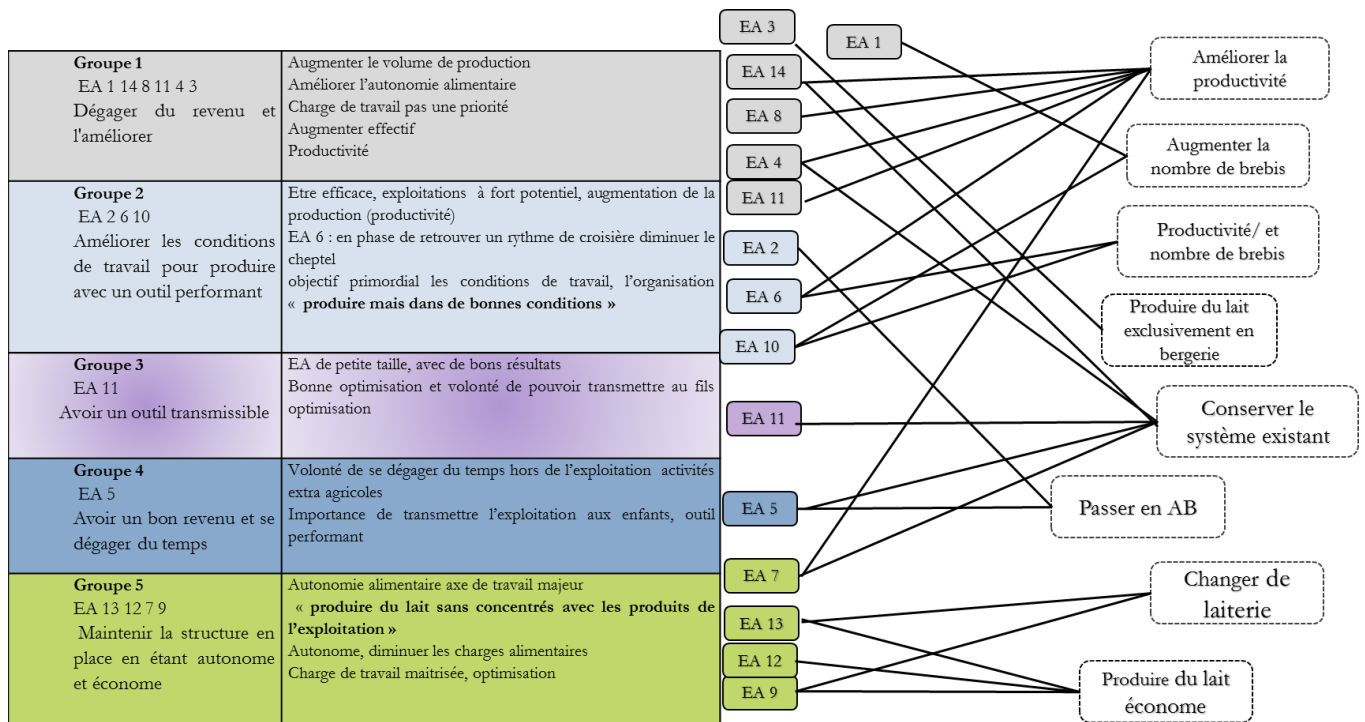 Groupe 1
EA 1 14 8 11 4 3
Dégager du revenu et
l'améliorer
Augmenter le volume de production
Améliorer l'autonomie alimentaire
Charge de travail pas une priorité
Augmenter effectif
Productivité
Groupe 2
EA 2 6 10
Améliorer les conditions
de travail pour produire
avec un outil performant
Etre efficace, exploitations à fort potentiel, augmentation de la
production (productivité)
EA 6 : en phase de retrouver un rythme de croisière diminuer le
cheptel
objectif primordial les conditions de travail, l'organisation
« produire mais dans de bonnes conditions »
Groupe 3
EA 11
Avoir un outil transmissible
EA de petite taille, avec de bons résultats
Bonne optimisation et volonté de pouvoir transmettre au fils
optimisation
Groupe 4
EA 5
Avoir un bon revenu et se
dégager du temps
Volonté de se dégager du temps hors de l'exploitation activités
extra agricoles
Importance de transmettre l'exploitation aux enfants, outil
performant
Groupe 5
EA 13 12 7 9
Maintenir la structure en
place en étant autonome
et économe
Autonomie alimentaire axe de travail majeur
« produire du lait sans concentrés avec les produits de
l'exploitation »
Autonome, diminuer les charges alimentaires
Charge de travail maitrisée, optimisation
EA 3
EA 1
EA 14
EA 8
EA 4
EA 11
EA 2
EA 6
EA 10
EA 11
EA 5
EA 7
EA 13
EA 12
EA 9
Améliorer la
productivité
Augmenter la
nombre de brebis
Productivité/ et
nombre de brebis
Produire du lait
exclusivement en
bergerie
Conserver le
système existant
Passer en AB
Changer de
laiterie
Produire du lait
économe